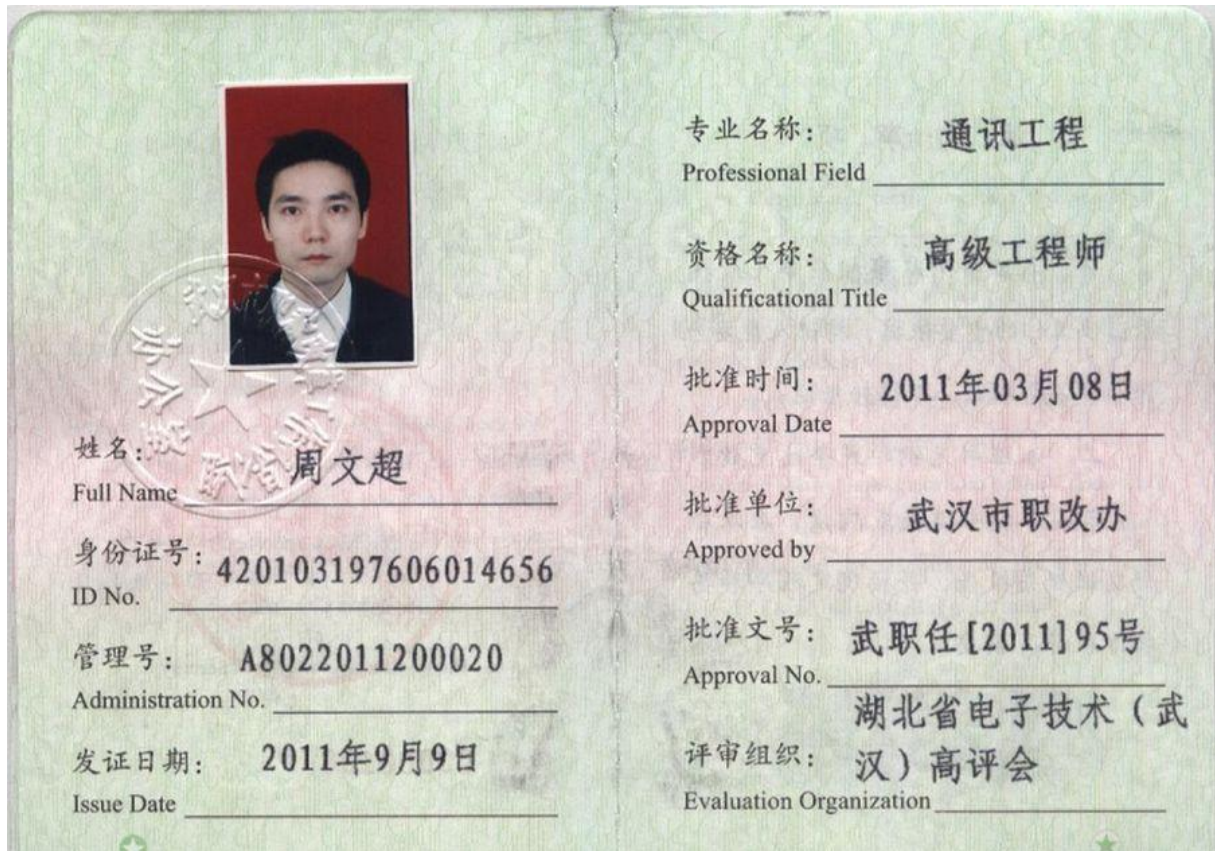 姓名：周文超
Full Name
身份证号：420103197606014656
ID No.
管理号：A8022011200020
Administration No.
发证日期：2011年9月9日
Issue Date
专业名称：通讯工程
Professional Field
资格名称：高级工程师
Qualificational Title
批准时间：2011年03月08日
Approval Date
批准单位：武汉市职改办
Approved by
批准文号：武职任[2011]95号
Approval No.
湖北省电子技术（武
评审组织：汉）高评会
Evaluation Organization